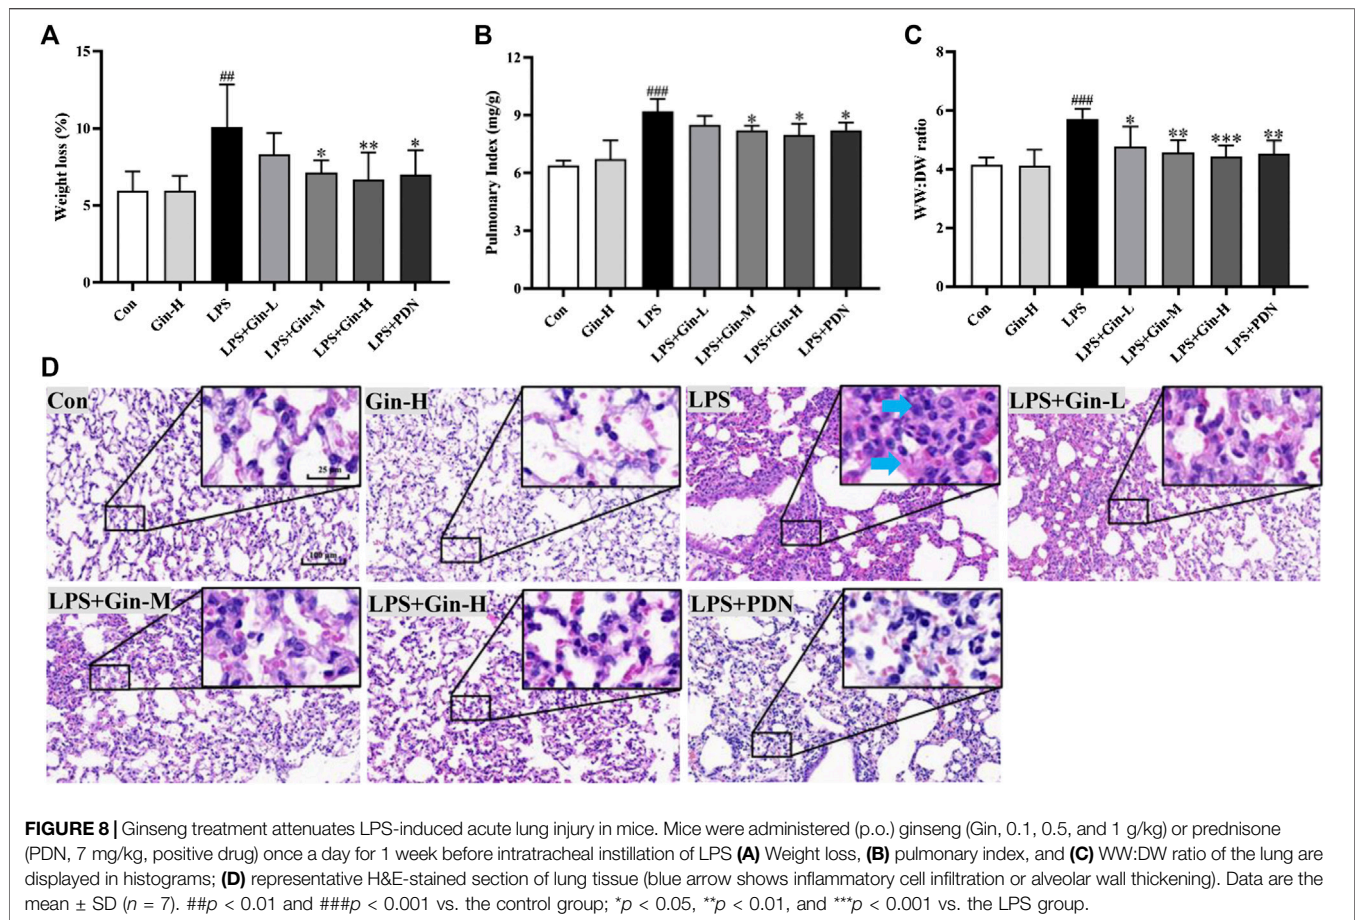 A
Weight loss (%)
15
10
5
0
##
*
**
*
Con
Gin-H
LPS
LPS+Gin-L
LPS+Gin-M
LPS+Gin-H
LPS+PDN
B
Pulmonary Index (mg/g)
12
9
6
3
0
###
*
*
*
Con
Gin-H
LPS
LPS+Gin-L
LPS+Gin-M
LPS+Gin-H
LPS+PDN
C
WW:DW ratio
8
6
4
2
0
###
*
**
***
**
Con
Gin-H
LPS
LPS+Gin-L
LPS+Gin-M
LPS+Gin-H
LPS+PDN
D
Con
25 μm
100 μm
Gin-H
LPS
LPS+Gin-L
LPS+Gin-M
LPS+Gin-H
LPS+PDN
FIGURE 8 | Ginseng treatment attenuates LPS-induced acute lung injury in mice. Mice were administered (p.o.) ginseng (Gin, 0.1, 0.5, and 1 g/kg) or prednisone
(PDN, 7 mg/kg, positive drug) once a day for 1 week before intratracheal instillation of LPS (A) Weight loss, (B) pulmonary index, and (C) WW:DW ratio of the lung are
displayed in histograms; (D) representative H&E-stained section of lung tissue (blue arrow shows inflammatory cell infiltration or alveolar wall thickening). Data are the
mean ± SD (n = 7). ##p < 0.01 and ###p < 0.001 vs. the control group; *p < 0.05, **p < 0.01, and ***p < 0.001 vs. the LPS group.